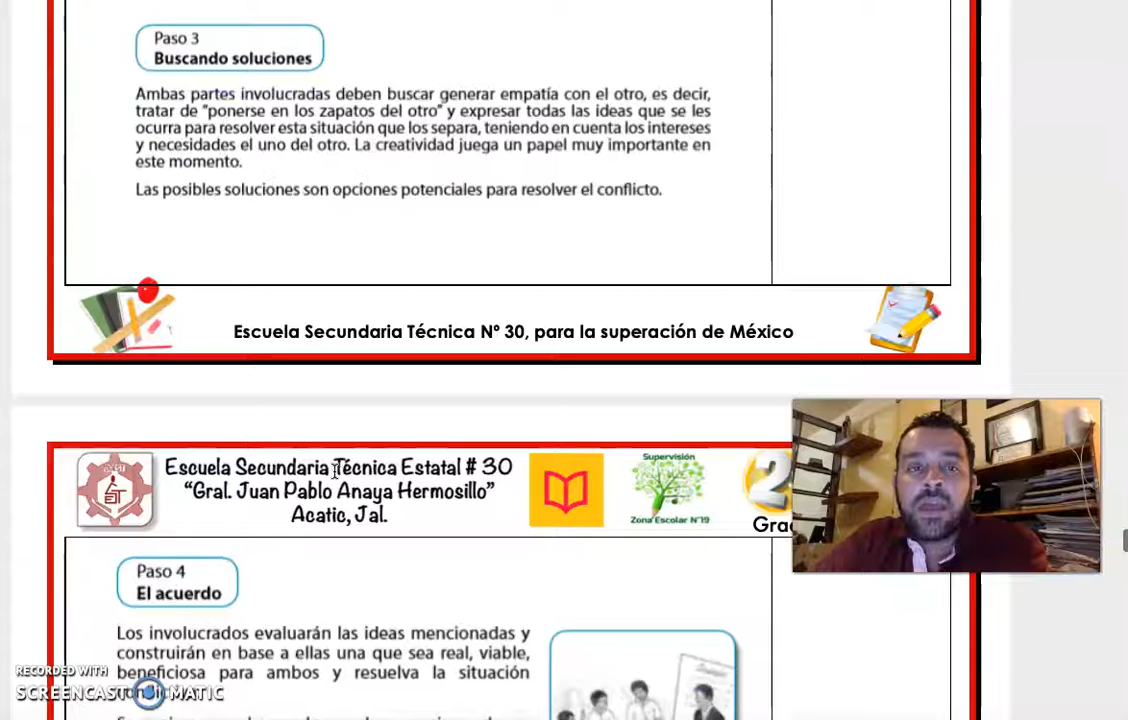 Paso 3
Buscando soluciones
Ambas partes involucradas deben buscar generar empatía con el otro, es decir,
tratar de "ponerse en los zapatos del otro" y expresar todas las ideas que se les
ocurra para resolver esta situación que los separa, teniendo en cuenta los intereses
y necesidades el uno del otro. La creatividad juega un papel muy importante en
este momento.
Las posibles soluciones son opciones potenciales para resolver el conflicto.
Escuela Secundaria Técnica Nº 30, para la superación de México
Escuela Secundaria Técnica Estatal # 30
"Gral. Juan Pablo Anaya Hermosillo"
Acatic, Jal.
Supervisión
Zona Escolar N°19
2
Paso 4
El acuerdo
Los involucrados evaluarán las ideas mencionadas y
construirán en base a ellas una que sea real, viable,
beneficiosa para ambos y resuelva la situación
RECORDED WITH
SCREENCAST MATIC